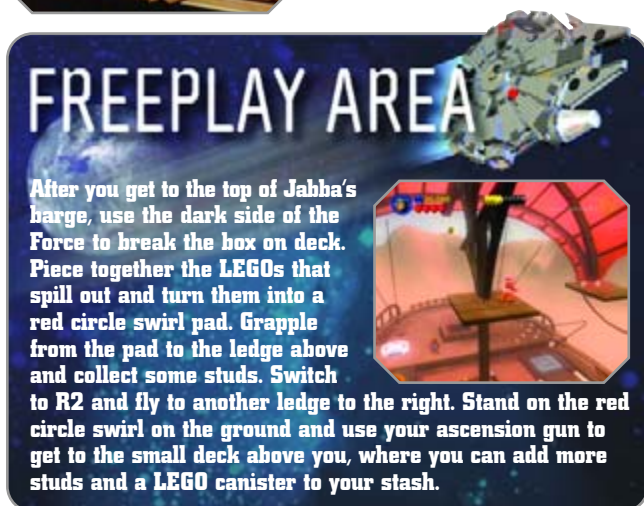 FREEPLAY AREA
After you get to the top of Jabba's
barge, use the dark side of the
Force to break the box on deck.
Piece together the LEGOs that
spill out and turn them into a
red circle swirl pad. Grapple
from the pad to the ledge above
and collect some studs. Switch
to R2 and fly to another ledge to the right. Stand on the red
circle swirl on the ground and use your ascension gun to
get to the small deck above you, where you can add more
studs and a LEGO canister to your stash.